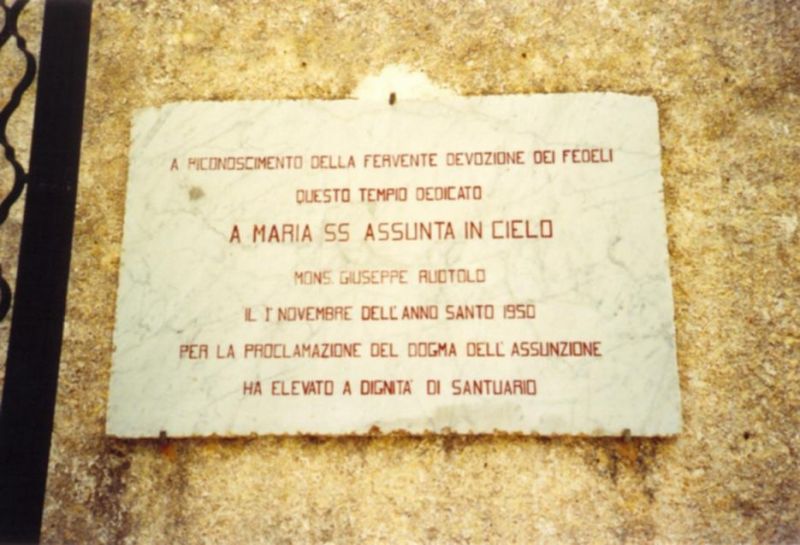 A RICONOSCIMENTO DELLA FERVENTE DEVOZIONE DEI FEDELI
QUESTO TEMPIO DEDICATO
A MARIA SS ASSUNTA IN CIELO
MONS. GIUSEPPE RUOTOLO
IL 1° NOVEMBRE DELL'ANNO SANTO 1950
PER LA PROCLAMAZIONE DEL DOGMA DELL'ASSUNZIONE
HA ELEVATO A DIGNITA' DI SANTUARIO